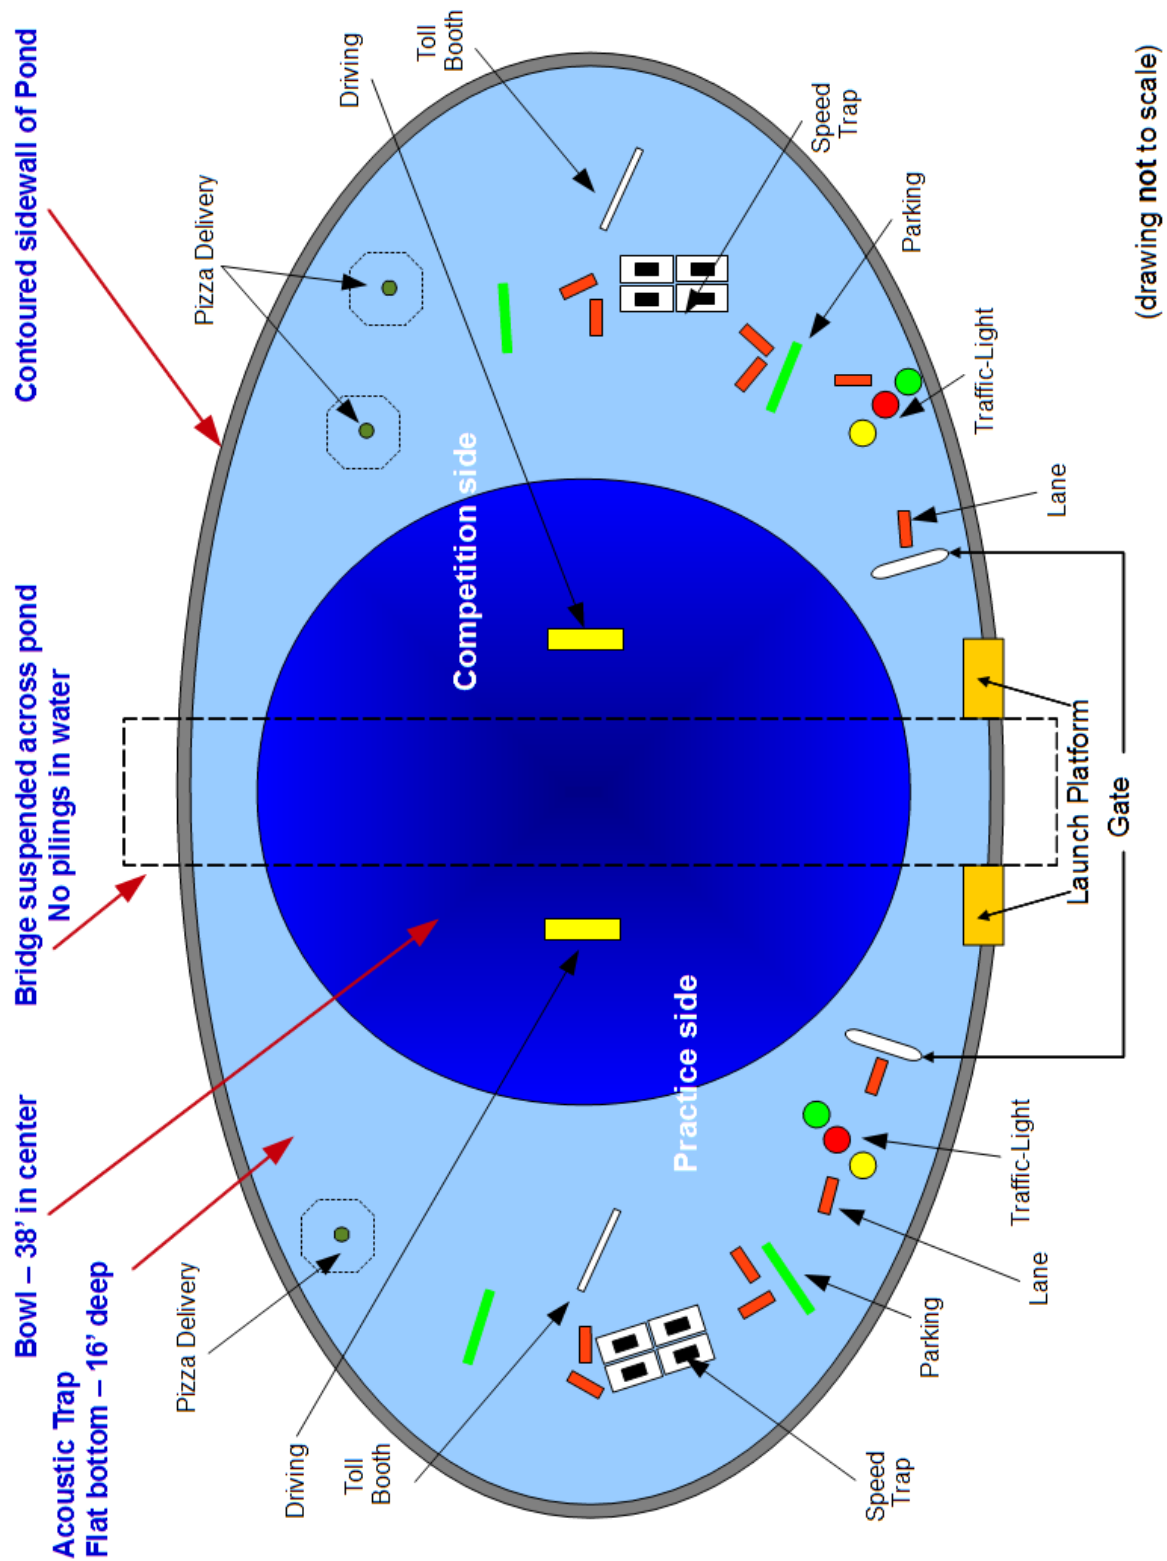 Bowl – 38’ in center
Acoustic Trap
Flat bottom – 16’ deep
Bridge suspended across pond
No pilings in water
Contoured sidewall of Pond
Pizza Delivery
Pizza Delivery
Driving
Driving
Toll
Booth
Toll
Booth
Competition side
Practice side
Speed
Trap
Speed
Trap
Parking
Parking
Traffic-Light
Traffic-Light
Lane
Lane
Launch Platform
Gate
(drawing not to scale)